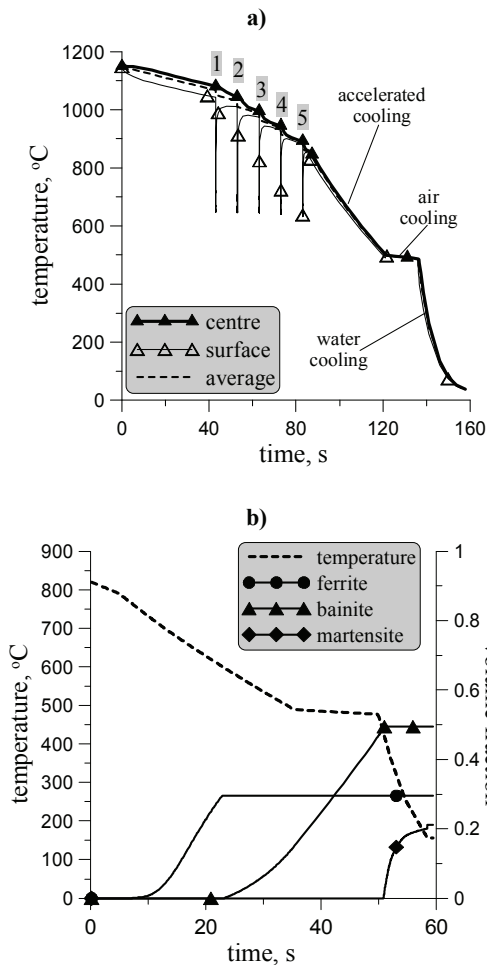 a)
1200
1000
800
600
400
200
0
temperature, °C
1 2 3 4 5
accelerated
cooling
air
cooling
water
cooling
centre
surface
average
0 40 80 120 160
time, s
b)
900
800
700
600
500
400
300
200
100
0
temperature, °C
temperature
ferrite
bainite
martensite
1
0.8
0.6
0.4
0.2
0
0 20 40 60
time, s